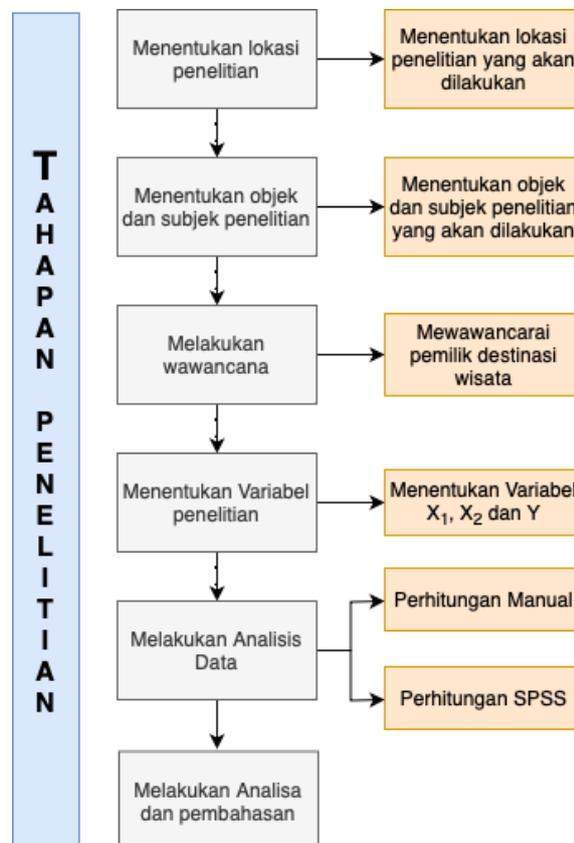 TAHAPAN PENELITIAN
Menentukan lokasi
penelitian
Menentukan lokasi
penelitian yang akan
dilakukan
Menentukan objek
dan subjek penelitian
Menentukan objek
dan subjek penelitian
yang akan dilakukan
Melakukan
wawancana
Mewawancarai
pemilik destinasi
wisata
Menentukan Variabel
penelitian
Menentukan Variabel
X₁, X₂ dan Y
Melakukan Analisis
Data
Perhitungan Manual
Perhitungan SPSS
Melakukan Analisa
dan pembahasan